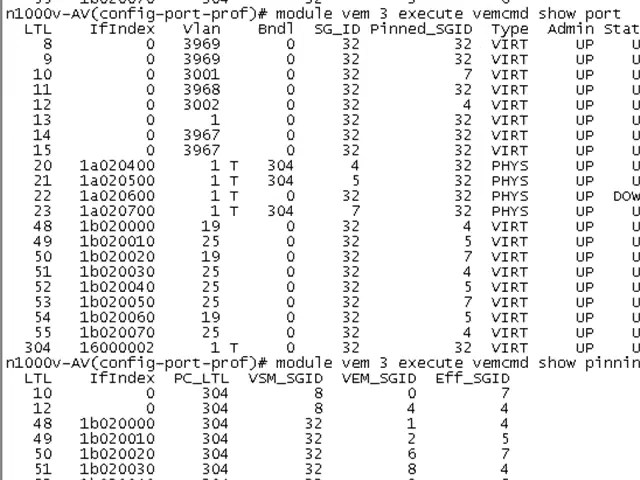 n1000v-AV(config-port-prof)# module vem 3 execute vemcmd show port
LTL IfIndex Vlan Bndl SG_ID Pinned_SGID Type Admin Stat
8 0 3969 0 32 32 VIRT UP U
9 0 3969 0 32 32 VIRT UP U
10 0 3001 0 32 7 VIRT UP U
11 0 3968 0 32 32 VIRT UP U
12 0 3002 0 32 4 VIRT UP U
13 0 1 0 32 32 VIRT UP U
14 0 3967 0 32 32 VIRT UP U
15 0 3967 0 32 32 VIRT UP U
20 1a020400 1 T 304 4 32 PHYS UP U
21 1a020500 1 T 304 5 32 PHYS UP U
22 1a020600 1 T 0 32 32 PHYS UP DOW
23 1a020700 1 T 304 7 32 PHYS UP U
48 1b020000 19 0 32 4 VIRT UP U
49 1b020010 25 0 32 5 VIRT UP U
50 1b020020 19 0 32 7 VIRT UP U
51 1b020030 25 0 32 4 VIRT UP U
52 1b020040 25 0 32 5 VIRT UP U
53 1b020050 25 0 32 7 VIRT UP U
54 1b020060 19 0 32 5 VIRT UP U
55 1b020070 25 0 32 4 VIRT UP U
304 16000002 1 T 0 32 32 VIRT UP U
n1000v-AV(config-port-prof)# module vem 3 execute vemcmd show pinnin
LTL IfIndex PC_LTL VSM_SGID VEM_SGID Eff_SGID
10 0 304 8 0 7
12 0 304 8 4 4
48 1b020000 304 32 1 4
49 1b020010 304 32 2 5
50 1b020020 304 32 6 7
51 1b020030 304 32 8 4